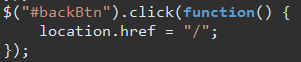 $("#backBtn").click(function() {
    location.href = "/";
});